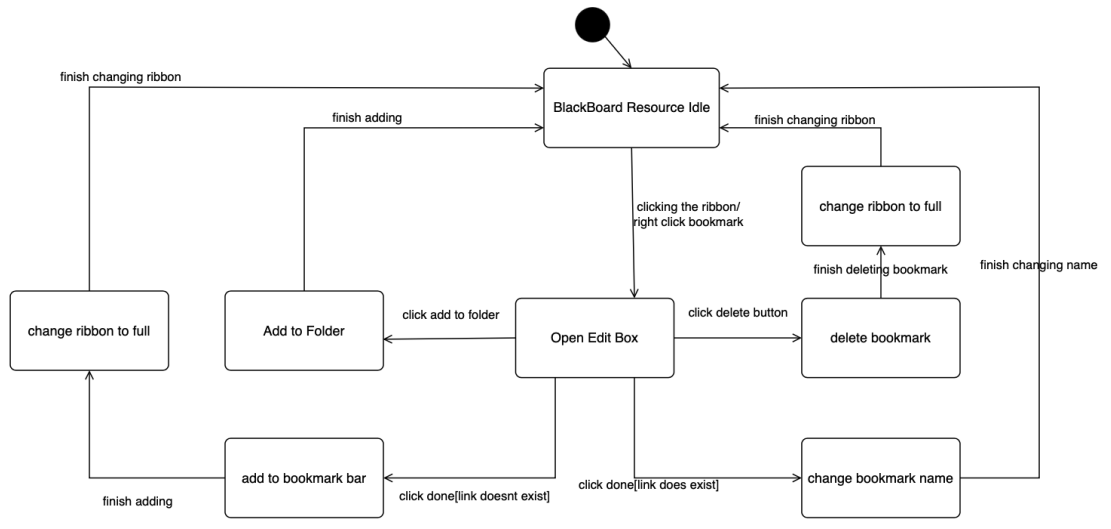 finish changing ribbon
BlackBoard Resource Idle
finish adding
finish changing ribbon
clicking the ribbon/
right click bookmark
change ribbon to full
finish deleting bookmark
finish changing name
change ribbon to full
Add to Folder
click add to folder
Open Edit Box
click delete button
delete bookmark
add to bookmark bar
finish adding
click done[link doesnt exist]
click done[link does exist]
change bookmark name